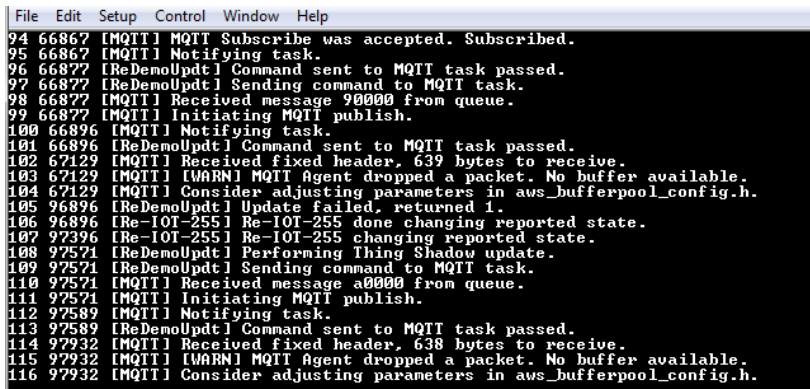 File Edit Setup Control Window Help
94 66867 [MQTT] MQTT Subscribe was accepted. Subscribed.
95 66867 [MQTT] Notifying task.
96 66877 [ReDemoUpdt] Command sent to MQTT task passed.
97 66877 [ReDemoUpdt] Sending command to MQTT task.
98 66877 [MQTT] Received message 90000 from queue.
99 66877 [MQTT] Initiating MQTT publish.
100 66896 [MQTT] Notifying task.
101 66896 [ReDemoUpdt] Command sent to MQTT task passed.
102 67129 [MQTT] Received fixed header, 639 bytes to receive.
103 67129 [MQTT] [WARN] MQTT Agent dropped a packet. No buffer available.
104 67129 [MQTT] Consider adjusting parameters in aws_bufferpool_config.h.
105 96896 [ReDemoUpdt] Update failed, returned 1.
106 96896 [Re-IOT-255] Re-IOT-255 done changing reported state.
107 97396 [Re-IOT-255] Re-IOT-255 changing reported state.
108 97571 [ReDemoUpdt] Performing Thing Shadow update.
109 97571 [ReDemoUpdt] Sending command to MQTT task.
110 97571 [MQTT] Received message a0000 from queue.
111 97571 [MQTT] Initiating MQTT publish.
112 97589 [MQTT] Notifying task.
113 97589 [ReDemoUpdt] Command sent to MQTT task passed.
114 97932 [MQTT] Received fixed header, 638 bytes to receive.
115 97932 [MQTT] [WARN] MQTT Agent dropped a packet. No buffer available.
116 97932 [MQTT] Consider adjusting parameters in aws_bufferpool_config.h.